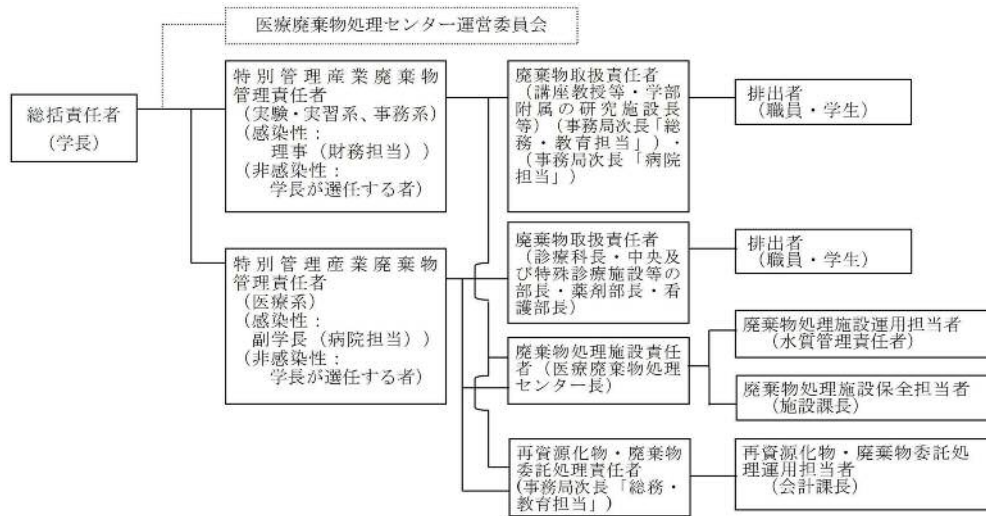 医療廃棄物処理センター運営委員会
総括責任者
(学長)
特別管理産業廃棄物
管理責任者
(実験・実習系、事務系)
(感染性：
理事(財務担当))
(非感染性：
学長が選任する者)
廃棄物取扱責任者
(講座教授等・学部
附属の研究施設長
等)(事務局次長「総
務・教育担当」)・
(事務局次長「病院
担当」)
排出者
(職員・学生)
特別管理産業廃棄物
管理責任者
(医療系)
(感染性：
副学長(病院担当))
(非感染性：
学長が選任する者)
廃棄物取扱責任者
(診療科長・中央及
び特殊診療施設等の
部長・薬剤部長・看
護部長)
排出者
(職員・学生)
廃棄物処理施設責任
者(医療廃棄物処理
センター長)
廃棄物処理施設運用担当者
(水質管理責任者)
廃棄物処理施設保全担当者
(施設課長)
再資源化物・廃棄物
委託処理責任者
(事務局次長「総務・
教育担当」)
再資源化物・廃棄物委託処
理運用担当者
(会計課長)